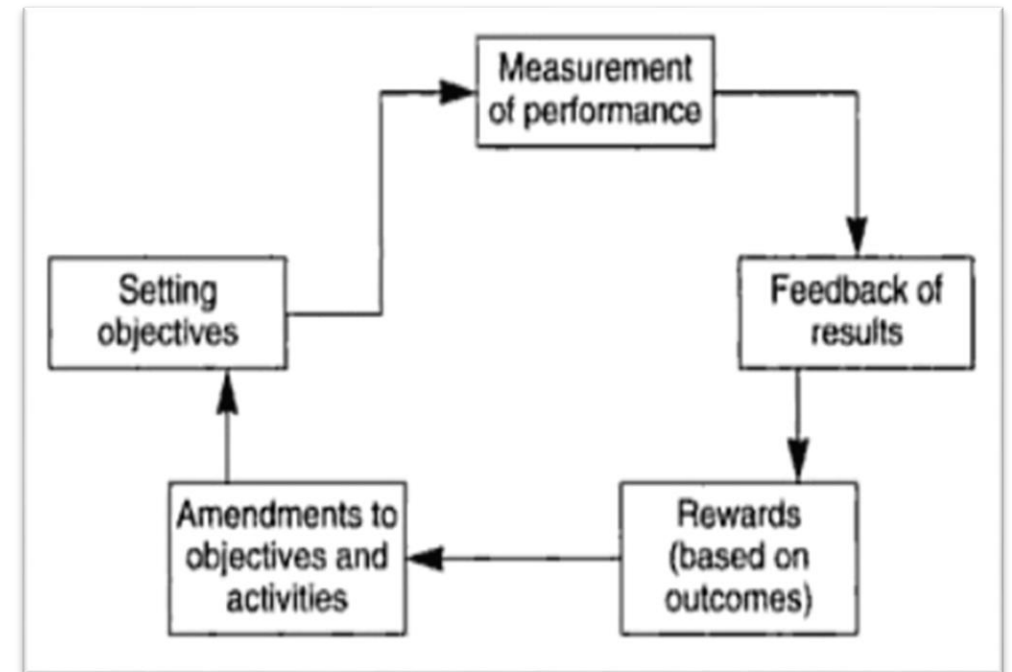 Measurement
of performance
Setting
objectives
Feedback of
results
Amendments to
objectives and
activities
Rewards
(based on
outcomes)